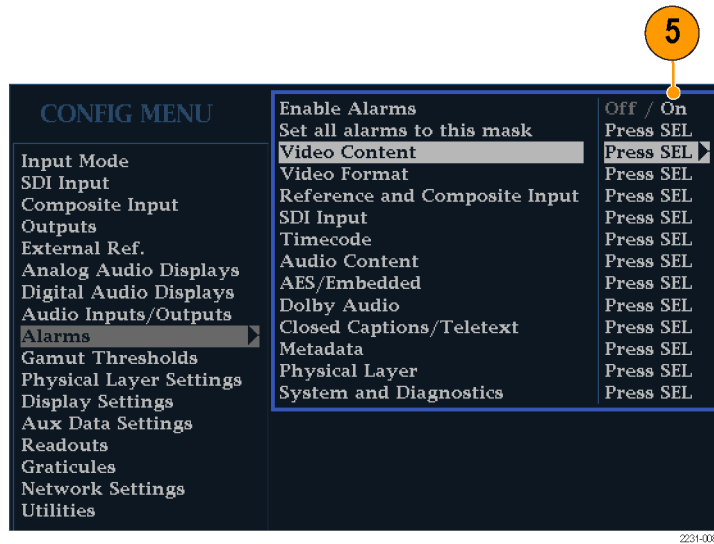 5
CONFIG MENU
Input Mode
SDI Input
Composite Input
Outputs
External Ref.
Analog Audio Displays
Digital Audio Displays
Audio Inputs/Outputs
Alarms
Gamut Thresholds
Physical Layer Settings
Display Settings
Aux Data Settings
Readouts
Graticules
Network Settings
Utilities
Enable Alarms Off / On
Set all alarms to this mask Press SEL
Video Content Press SEL
Video Format Press SEL
Reference and Composite Input Press SEL
SDI Input Press SEL
Timecode Press SEL
Audio Content Press SEL
AES/Embedded Press SEL
Dolby Audio Press SEL
Closed Captions/Teletext Press SEL
Metadata Press SEL
Physical Layer Press SEL
System and Diagnostics Press SEL
2231-008